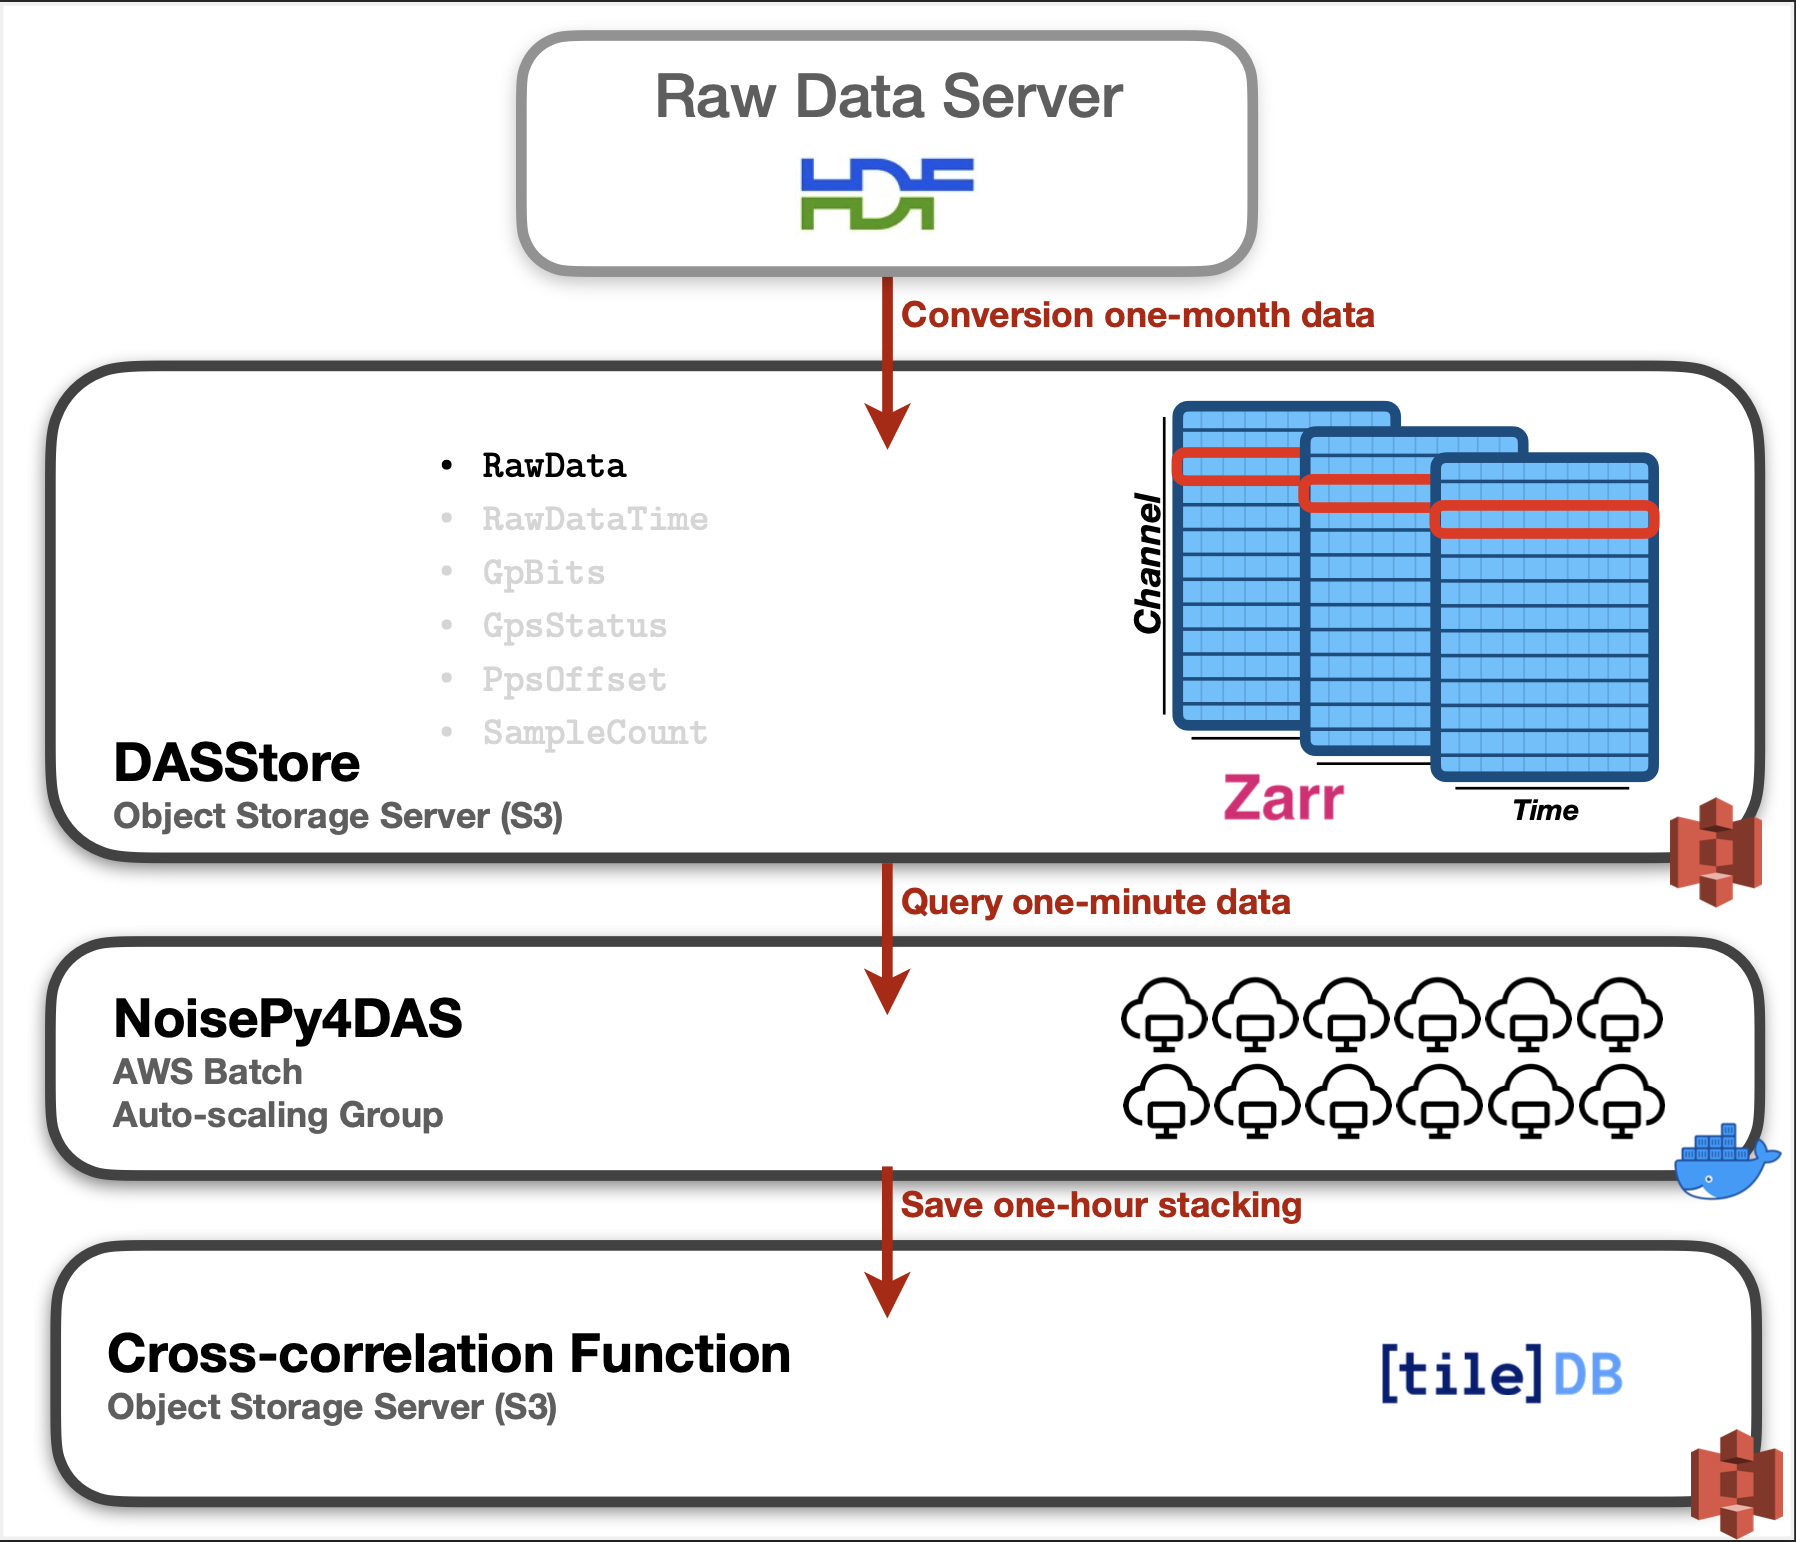 Raw Data Server
HDF
Conversion one-month data
• RawData
• RawDataTime
• GpBits
• GpsStatus
• PpsOffset
• SampleCount
DASStore
Object Storage Server (S3)
Channel
Zarr
Time
Query one-minute data
NoisePy4DAS
AWS Batch
Auto-scaling Group
Save one-hour stacking
Cross-correlation Function
Object Storage Server (S3)
[tile]DB